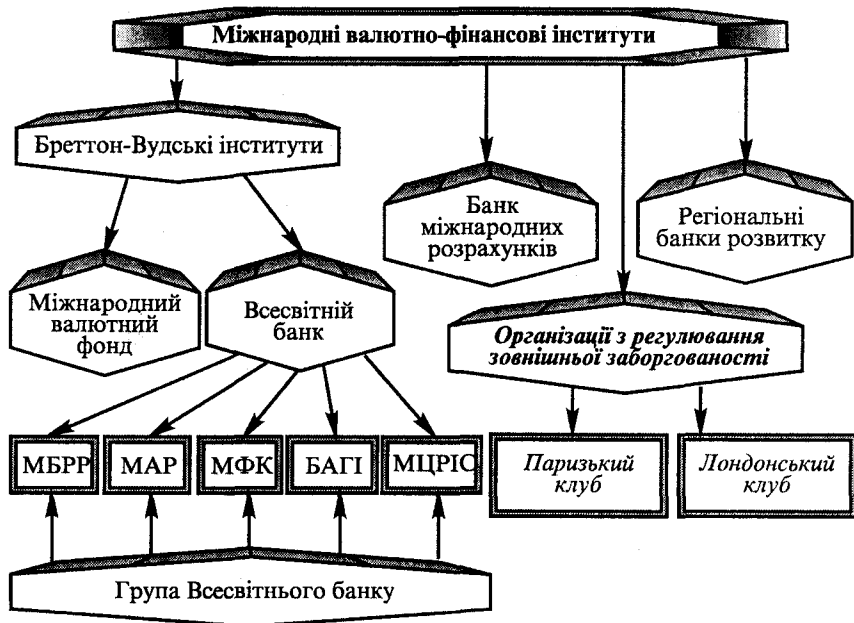 Міжнародні валютно-фінансові інститути
Бреттон-Вудські інститути
Банк
міжнародних
розрахунків
Регіональні
банки розвитку
Міжнародний
валютний
фонд
Всесвітній
банк
Організації з регулювання
зовнішньої заборгованості
МБРР
МАР
МФК
БАГІ
МЦРІС
Паризький
клуб
Лондонський
клуб
Група Всесвітнього банку